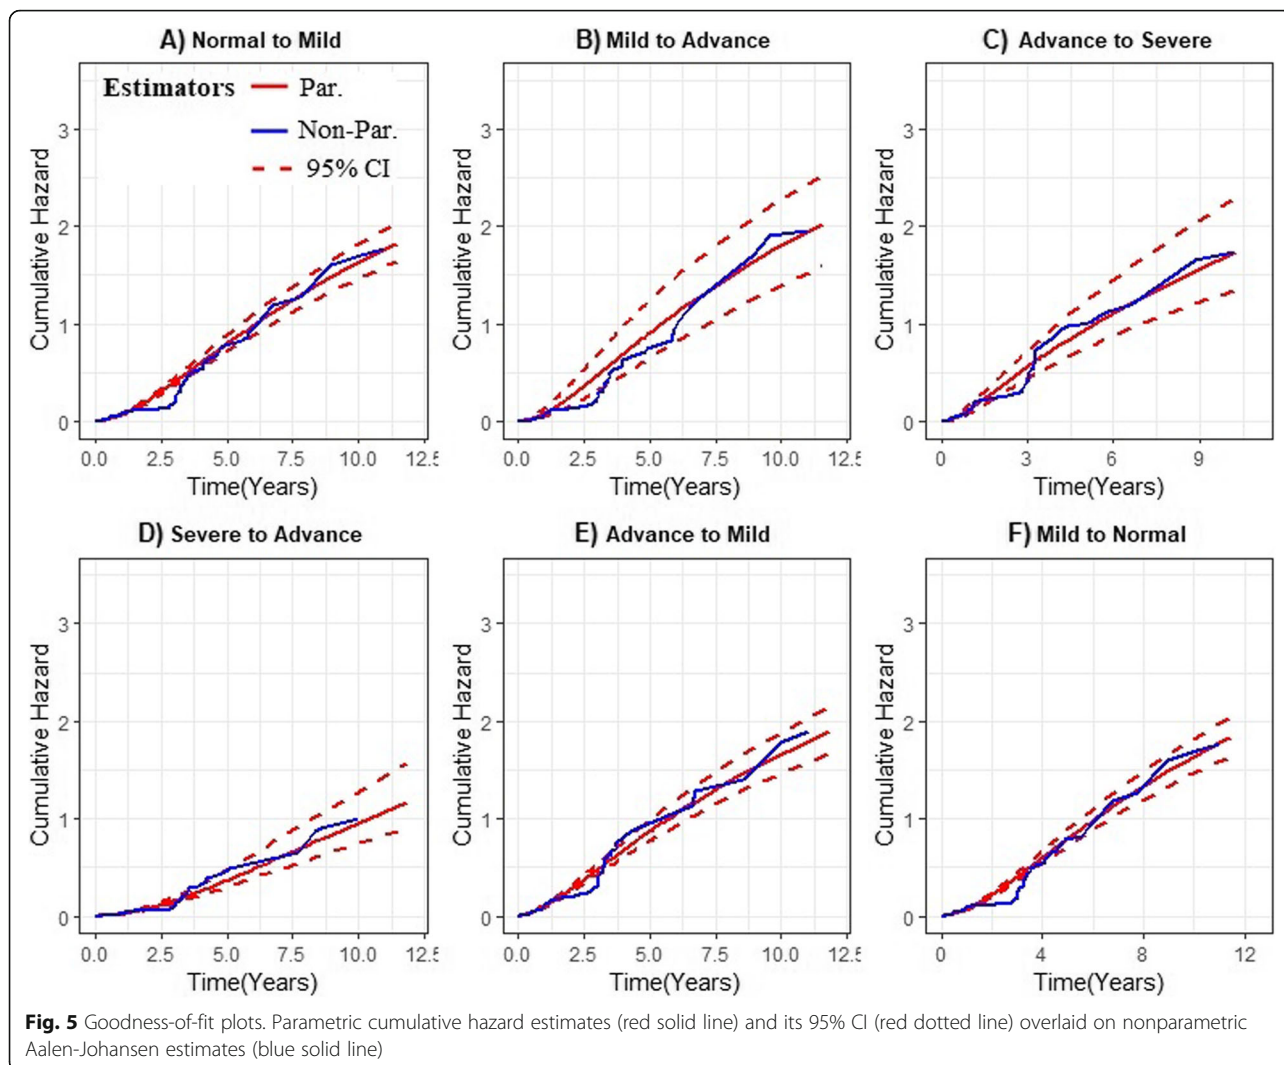 A) Normal to Mild
Estimators
Par.
Non-Par.
95% CI
Cumulative Hazard
3
2
1
0
0.0 2.5 5.0 7.5 10.0 12.5
Time(Years)
B) Mild to Advance
Cumulative Hazard
3
2
1
0
0.0 2.5 5.0 7.5 10.0 12.5
Time(Years)
C) Advance to Severe
Cumulative Hazard
3
2
1
0
0 3 6 9
Time(Years)
D) Severe to Advance
Cumulative Hazard
3
2
1
0
0.0 2.5 5.0 7.5 10.0 12.5
Time(Years)
E) Advance to Mild
Cumulative Hazard
3
2
1
0
0.0 2.5 5.0 7.5 10.0 12.5
Time(Years)
F) Mild to Normal
Cumulative Hazard
3
2
1
0
0 4 8 12
Time(Years)
Fig. 5 Goodness-of-fit plots. Parametric cumulative hazard estimates (red solid line) and its 95% CI (red dotted line) overlaid on nonparametric
Aalen-Johansen estimates (blue solid line)